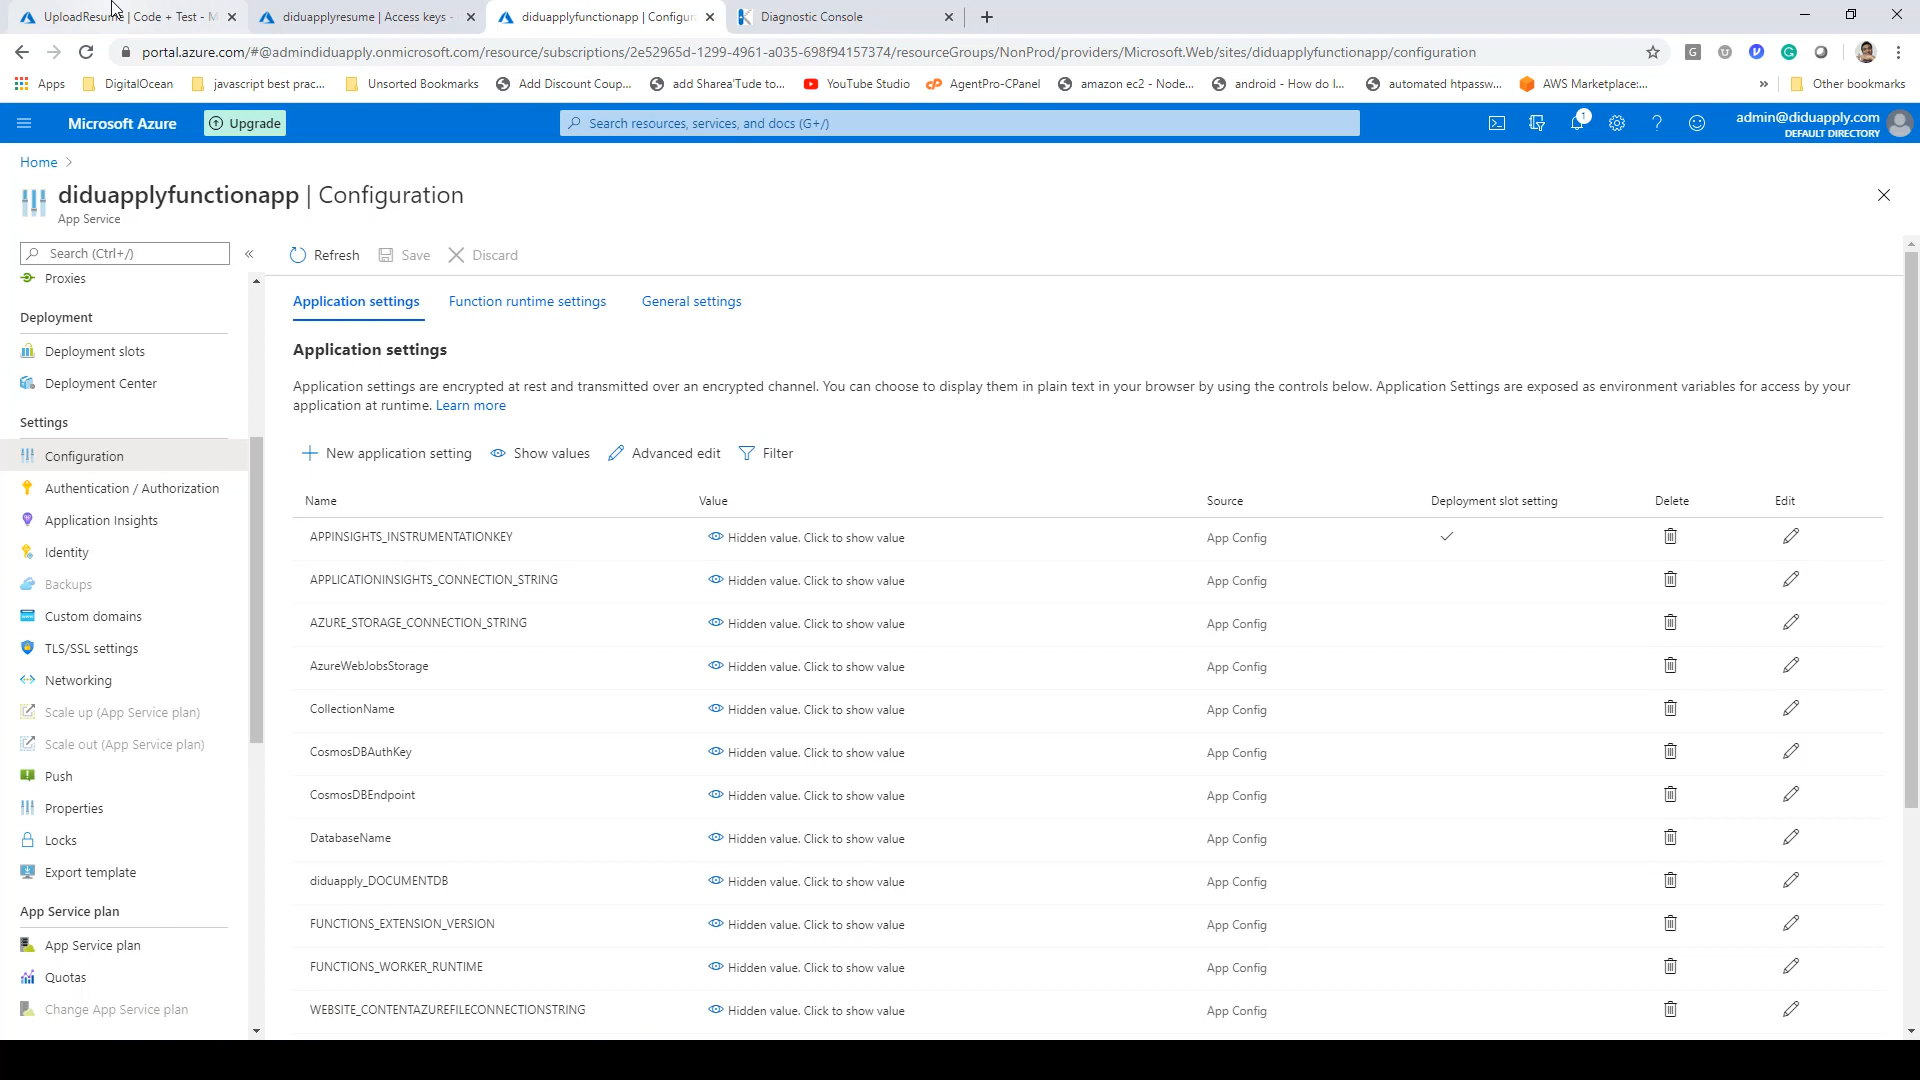 UploadResume | Code + Test - M
diduapplyresume | Access keys -
diduapplyfunctionapp | Configura
Diagnostic Console
portal.azure.com/#@admindiduapply.onmicrosoft.com/resource/subscriptions/2e52965d-1299-4961-a035-698f94157374/resourceGroups/NonProd/providers/Microsoft.Web/sites/diduapplyfunctionapp/configuration
Apps DigitalOcean javascript best prac... Unsorted Bookmarks Add Discount Coup... add Sharea'Tude to... YouTube Studio AgentPro-CPanel amazon ec2 - Node... android - How do I... automated htpassw... AWS Marketplace:... » Other bookmarks
Microsoft Azure Upgrade Search resources, services, and docs (G+/) 1 admin@diduapply.com
DEFAULT DIRECTORY
Home >
diduapplyfunctionapp | Configuration
App Service
Search (Ctrl+/) «
Proxies
Deployment
Deployment slots
Deployment Center
Settings
Configuration
Authentication / Authorization
Application Insights
Identity
Backups
Custom domains
TLS/SSL settings
Networking
Scale up (App Service plan)
Scale out (App Service plan)
Push
Properties
Locks
Export template
App Service plan
App Service plan
Quotas
Change App Service plan
Refresh Save Discard
Application settings Function runtime settings General settings
Application settings
Application settings are encrypted at rest and transmitted over an encrypted channel. You can choose to display them in plain text in your browser by using the controls below. Application Settings are exposed as environment variables for access by your
application at runtime. Learn more
New application setting Show values Advanced edit Filter
Name Value Source Deployment slot setting Delete Edit
APPINSIGHTS_INSTRUMENTATIONKEY Hidden value. Click to show value App Config
APPLICATIONINSIGHTS_CONNECTION_STRING Hidden value. Click to show value App Config
AZURE_STORAGE_CONNECTION_STRING Hidden value. Click to show value App Config
AzureWebJobsStorage Hidden value. Click to show value App Config
CollectionName Hidden value. Click to show value App Config
CosmosDBAuthKey Hidden value. Click to show value App Config
CosmosDBEndpoint Hidden value. Click to show value App Config
DatabaseName Hidden value. Click to show value App Config
diduapply_DOCUMENTDB Hidden value. Click to show value App Config
FUNCTIONS_EXTENSION_VERSION Hidden value. Click to show value App Config
FUNCTIONS_WORKER_RUNTIME Hidden value. Click to show value App Config
WEBSITE_CONTENTAZUREFILECONNECTIONSTRING Hidden value. Click to show value App Config